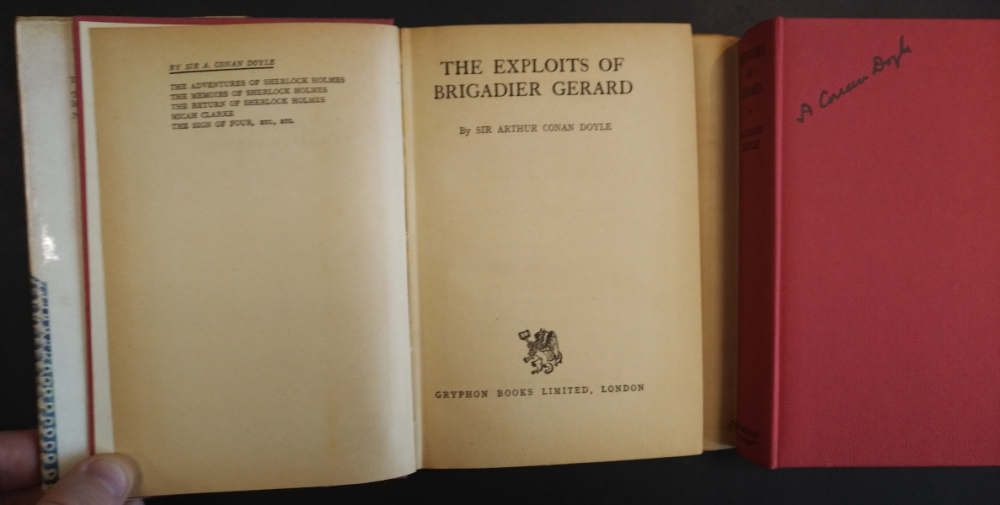 BY SIR A. CONAN DOYLE
THE ADVENTURES OF SHERLOCK HOLMES
THE MEMOIRS OF SHERLOCK HOLMES
THE RETURN OF SHERLOCK HOLMES
MICAH CLARKE
THE SIGN OF FOUR, ETC., ETC.
THE EXPLOITS OF
BRIGADIER GERARD
By SIR ARTHUR CONAN DOYLE
GRYPHON BOOKS LIMITED, LONDON
A Conan Doyle